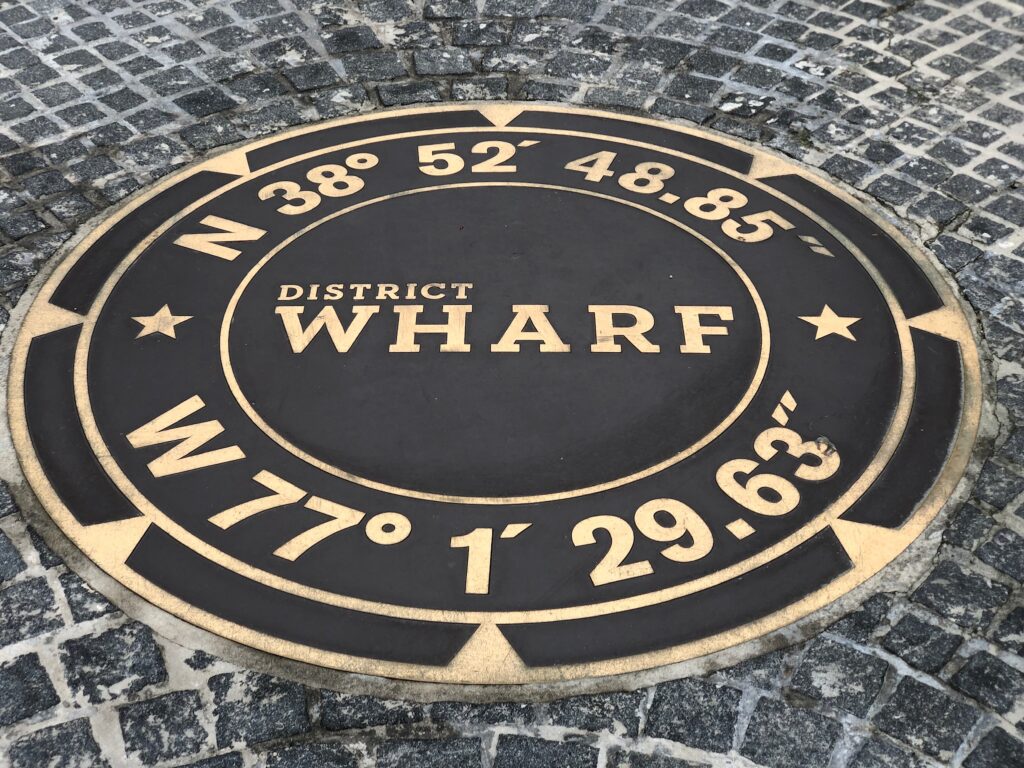 N 38° 52′ 48.85″
DISTRICT
WHARF
W 77° 1′ 29.63″